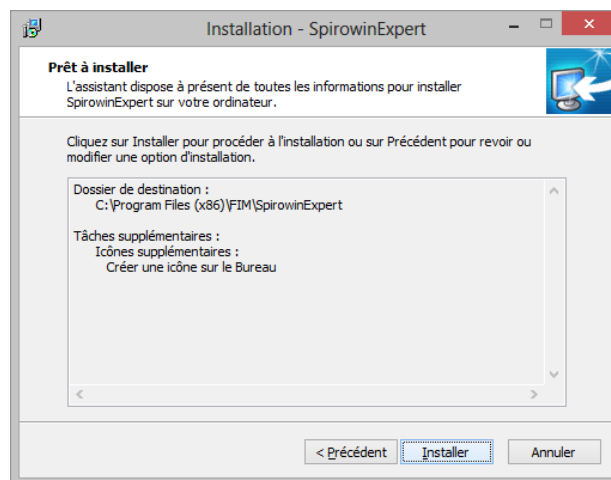 Installation - SpirowinExpert
Prêt à installer
L'assistant dispose à présent de toutes les informations pour installer
SpirowinExpert sur votre ordinateur.
Cliquez sur Installer pour procéder à l'installation ou sur Précédent pour revoir ou
modifier une option d'installation.
Dossier de destination :
C:\Program Files (x86)\FIM\SpirowinExpert
Tâches supplémentaires :
Icônes supplémentaires :
Créer une icône sur le Bureau
< Précédent
Installer
Annuler